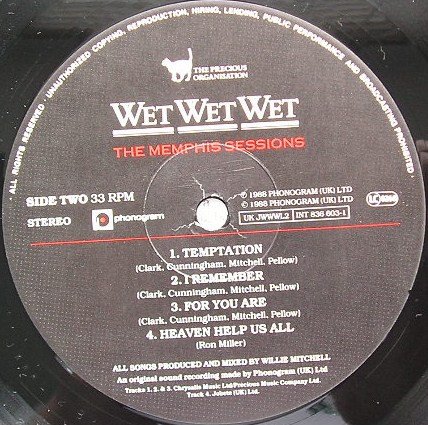 ALL RIGHTS RESERVED · UNAUTHORIZED COPYING, REPRODUCTION, HIRING, LENDING, PUBLIC PERFORMANCE AND BROADCASTING PROHIBITED
THE PRECIOUS
ORGANISATION
WET WET WET
THE MEMPHIS SESSIONS
SIDE TWO 33 RPM
STEREO
phonogram
℗ 1988 PHONOGRAM (UK) LTD
© 1988 PHONOGRAM (UK) LTD
UK JWWWL2 INT 836 603-1
1. TEMPTATION
(Clark, Cunningham, Mitchell, Pellow)
2. I REMEMBER
(Clark, Cunningham, Mitchell, Pellow)
3. FOR YOU ARE
(Clark, Cunningham, Mitchell, Pellow)
4. HEAVEN HELP US ALL
(Ron Miller)
ALL SONGS PRODUCED AND MIXED BY WILLIE MITCHELL
An original sound recording made by Phonogram (UK) Ltd
Tracks 1. 2. & 3. Chrysalis Music Ltd/Precious Music Company Ltd.
Track 4. Jobete (UK) Ltd.